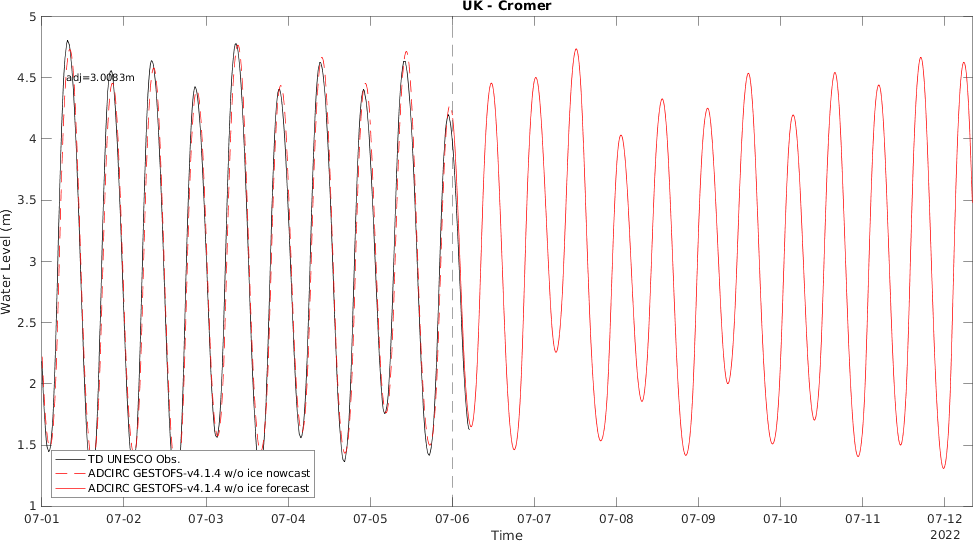 UK - Cromer
5
4.5
4
3.5
3
2.5
2
1.5
1
Water Level (m)
adj=3.0083m
TD UNESCO Obs.
ADCIRC GESTOFS-v4.1.4 w/o ice nowcast
ADCIRC GESTOFS-v4.1.4 w/o ice forecast
07-01 07-02 07-03 07-04 07-05 07-06 07-07 07-08 07-09 07-10 07-11 07-12
Time
2022